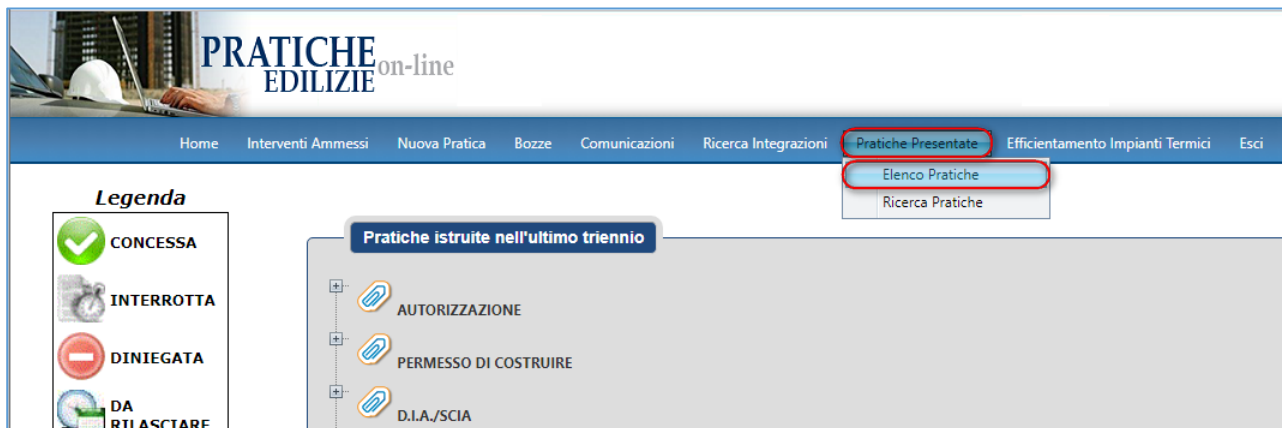 PRATICHE
EDILIZIE on-line
Home Interventi Ammessi Nuova Pratica Bozze Comunicazioni Ricerca Integrazioni Pratiche Presentate Efficientamento Impianti Termici Esci
Elenco Pratiche
Ricerca Pratiche
Legenda
CONCESSA
INTERROTTA
DINIEGATA
DA
RILASCIARE
Pratiche istruite nell'ultimo triennio
AUTORIZZAZIONE
PERMESSO DI COSTRUIRE
D.I.A./SCIA